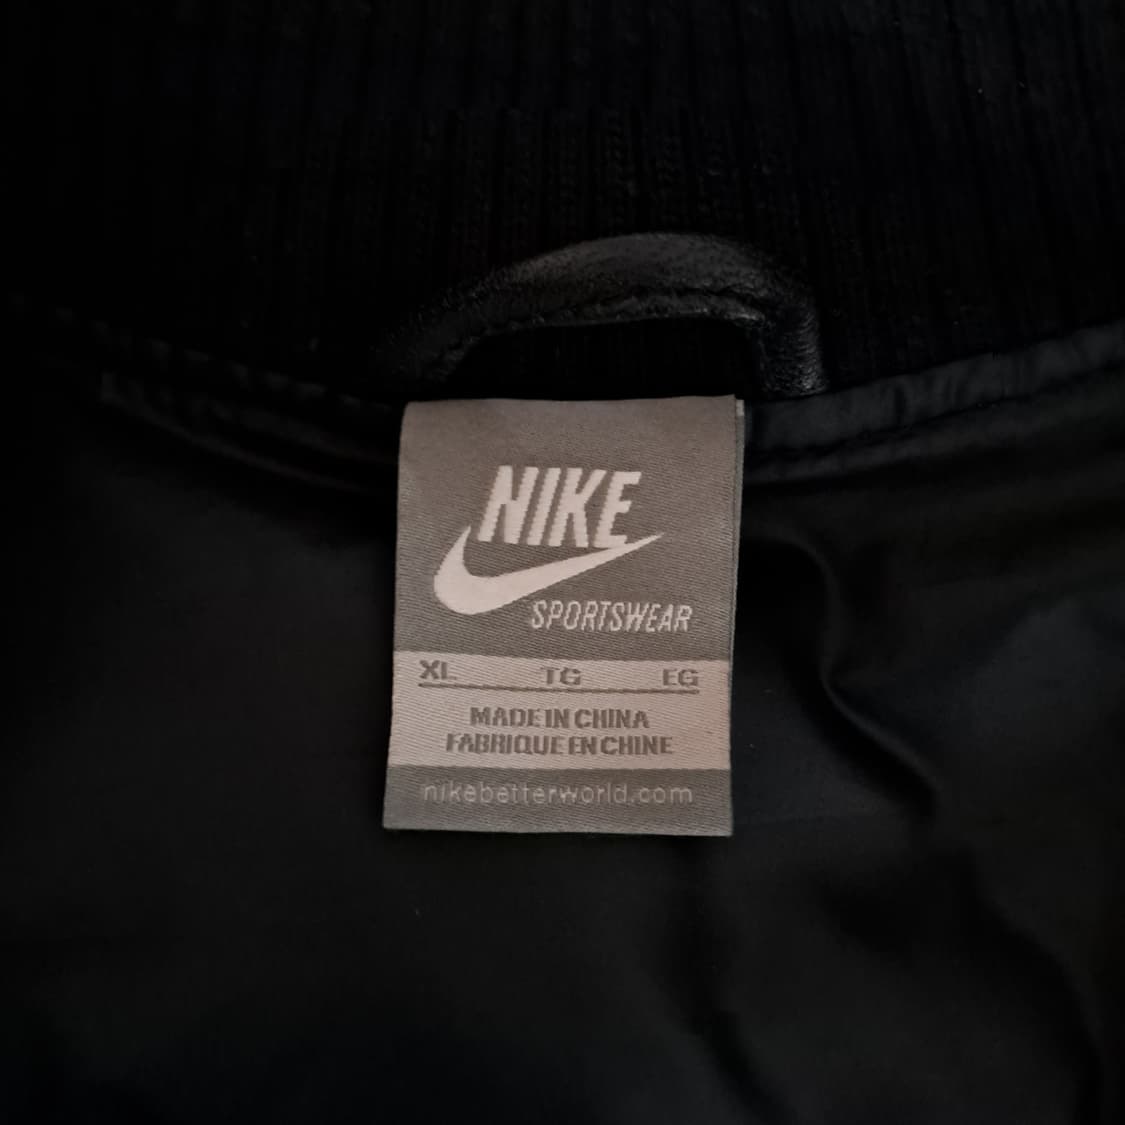 NIKE
SPORTSWEAR
XL TG EG
MADE IN CHINA
FABRIQUE EN CHINE
nikebetterworld.com